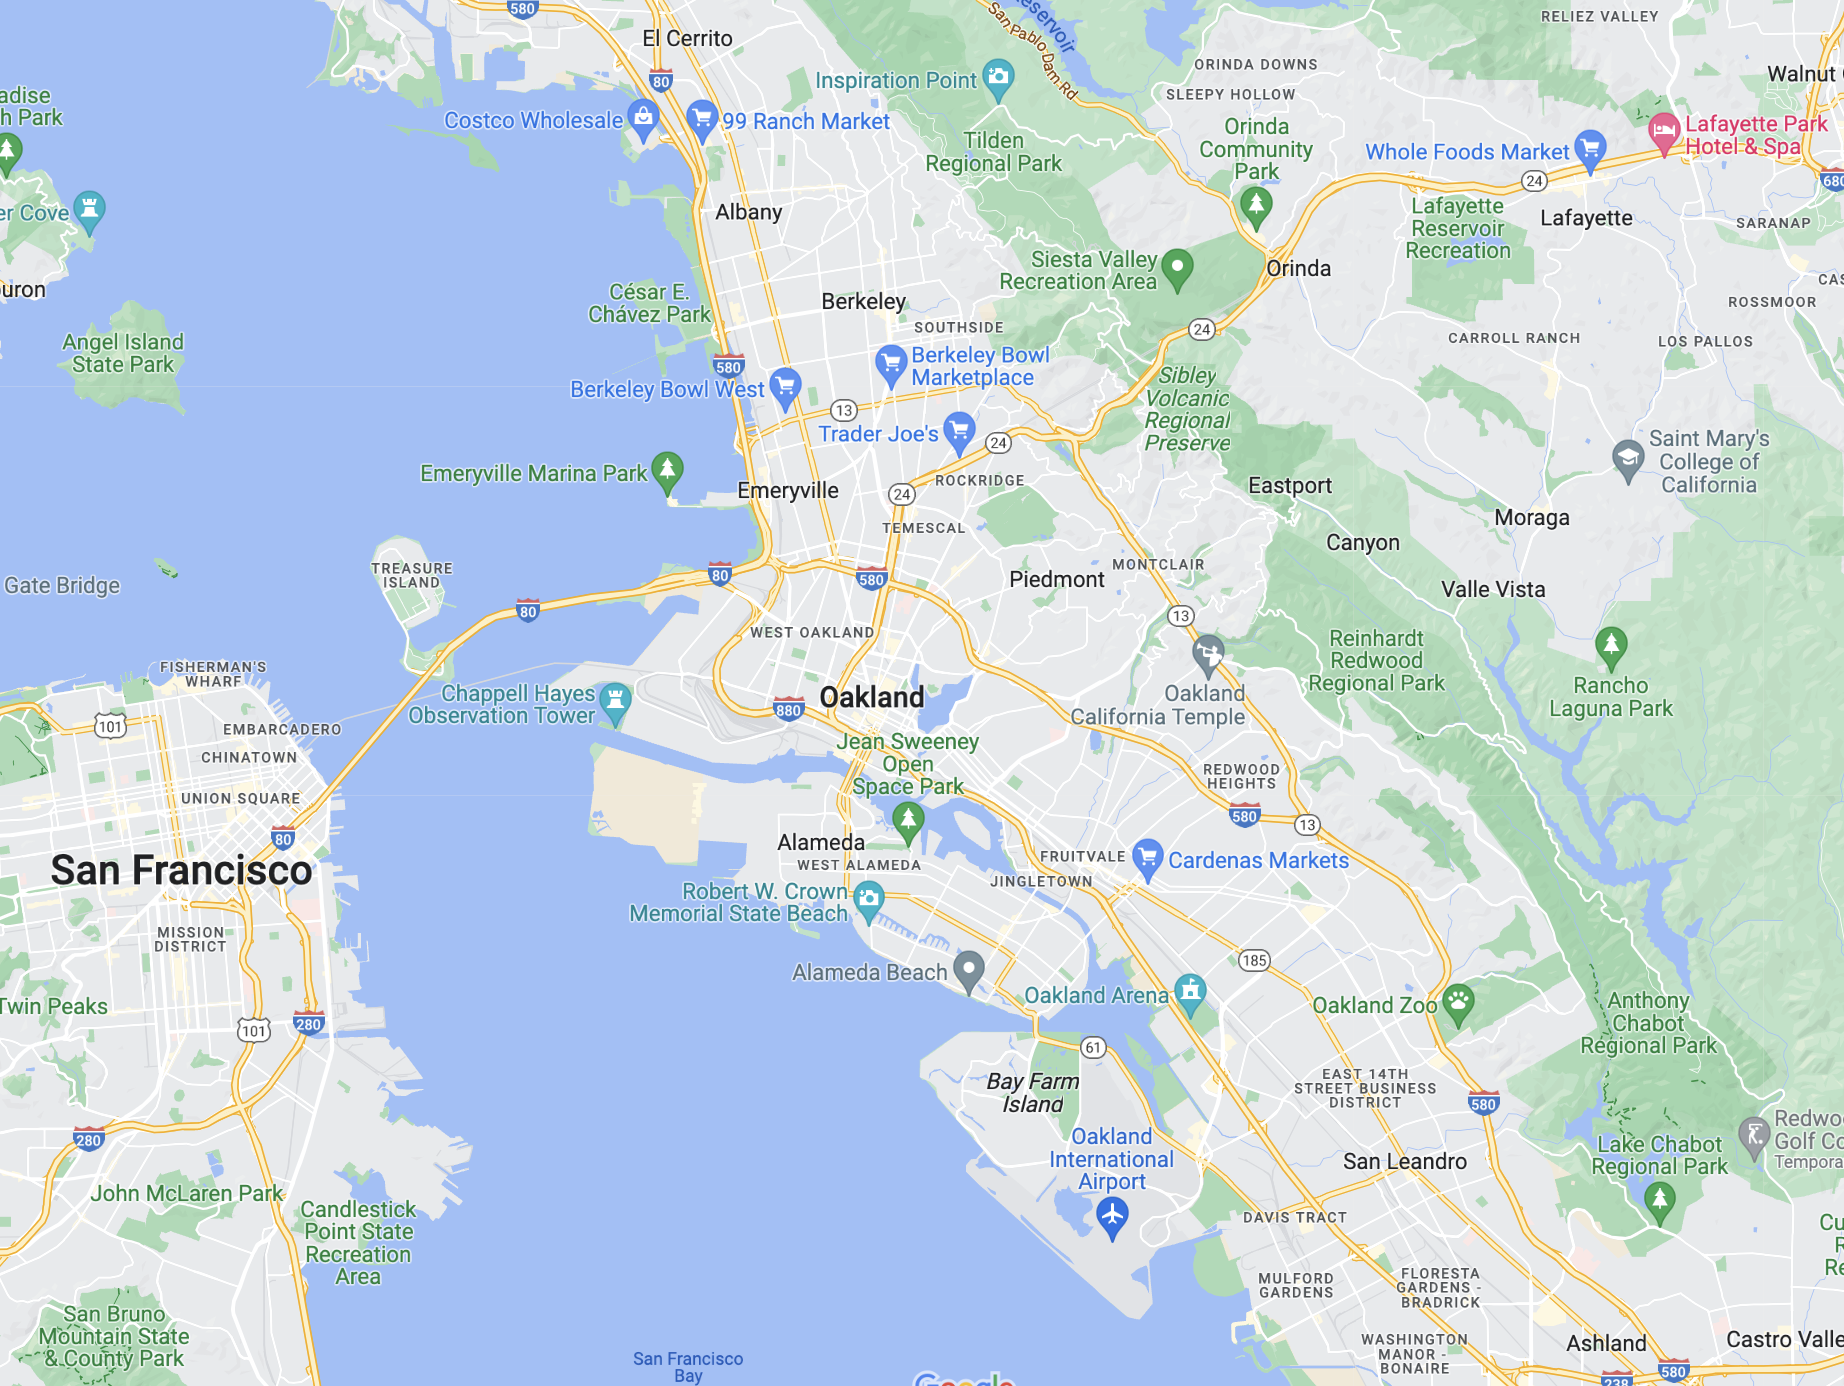 580
El Cerrito
80
San Pablo Dam Rd
Reservoir
RELIEZ VALLEY
ORINDA DOWNS
SLEEPY HOLLOW
Walnut
Inspiration Point
Costco Wholesale
99 Ranch Market
Tilden
Regional Park
Orinda
Community
Park
Whole Foods Market
Lafayette Park
Hotel & Spa
24
680
adise
h Park
er Cove
Albany
Lafayette
Reservoir
Recreation
Lafayette
SARANAP
Siesta Valley
Recreation Area
Orinda
uron
César E.
Chávez Park
Berkeley
SOUTHSIDE
24
CAS
ROSSMOOR
CARROLL RANCH
LOS PALLOS
Angel Island
State Park
580
Berkeley Bowl
Marketplace
Berkeley Bowl West
13
Sibley
Volcanic
Regional
Preserve
Trader Joe's
24
Saint Mary's
College of
California
Emeryville Marina Park
Emeryville
ROCKRIDGE
24
Eastport
Moraga
TEMESCAL
Canyon
TREASURE
ISLAND
Gate Bridge
80
580
Piedmont
MONTCLAIR
Valle Vista
80
13
WEST OAKLAND
Reinhardt
Redwood
Regional Park
FISHERMAN'S
WHARF
Chappell Hayes
Observation Tower
Oakland
880
Oakland
California Temple
Rancho
Laguna Park
101
EMBARCADERO
CHINATOWN
Jean Sweeney
Open
Space Park
REDWOOD
HEIGHTS
UNION SQUARE
80
580
13
Alameda
WEST ALAMEDA
FRUITVALE
Cardenas Markets
JINGLETOWN
San Francisco
Robert W. Crown
Memorial State Beach
MISSION
DISTRICT
185
Alameda Beach
Oakland Arena
Oakland Zoo
Twin Peaks
101
280
Anthony
Chabot
Regional Park
61
Bay Farm
Island
EAST 14TH
STREET BUSINESS
DISTRICT
580
280
Oakland
International
Airport
San Leandro
Lake Chabot
Regional Park
Redwo
Golf Co
Tempora
John McLaren Park
Candlestick
Point State
Recreation
Area
DAVIS TRACT
Cu
R
Re
MULFORD
GARDENS
FLORESTA
GARDENS -
BRADRICK
San Bruno
Mountain State
& County Park
WASHINGTON
MANOR -
BONAIRE
Ashland
Castro Valle
San Francisco
Bay
Google
238
580